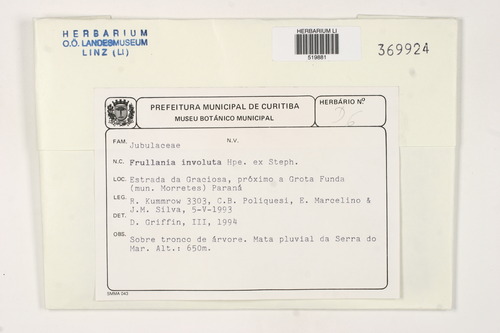 HERBARIUM
O.Ö. LANDESMUSEUM
LINZ (LI)
HERBARIUM LI
519881
369924
PREFEITURA MUNICIPAL DE CURITIBA
MUSEU BOTÂNICO MUNICIPAL
HERBÁRIO Nº
36
FAM. Jubulaceae N.V.
N.C. Frullania involuta Hpe. ex Steph.
LOC. Estrada da Graciosa, próximo a Grota Funda
(mun. Morretes) Paraná
LEG. R. Kummrow 3303, C.B. Poliquesi, E. Marcelino &
J.M. Silva, 5-V-1993
DET. D. Griffin, III, 1994
OBS. Sobre tronco de árvore. Mata pluvial da Serra do
Mar. Alt.: 650m.
SMMA 043